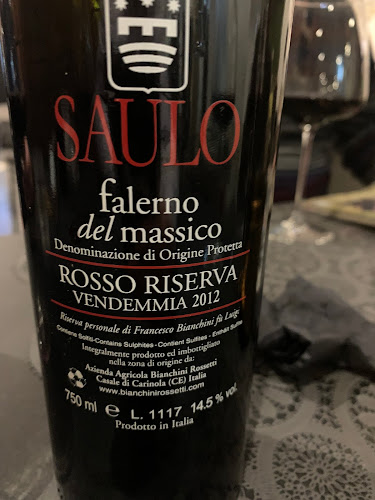 SAULO
falerno
del massico
Denominazione di Origine Protetta
ROSSO RISERVA
VENDEMMIA 2012
Riserva personale di Francesco Bianchini fù Luigi
Contiene Solfiti-Contains Sulphites-Contient Sulfites - Enthält Sulfite
Integralmente prodotto ed imbottigliato
nella zona di origine da:
Azienda Agricola Bianchini Rossetti
Casale di Carinola (CE) Italia
www.bianchinirossetti.com
750 ml e L. 1117 14.5% vol.
Prodotto in Italia